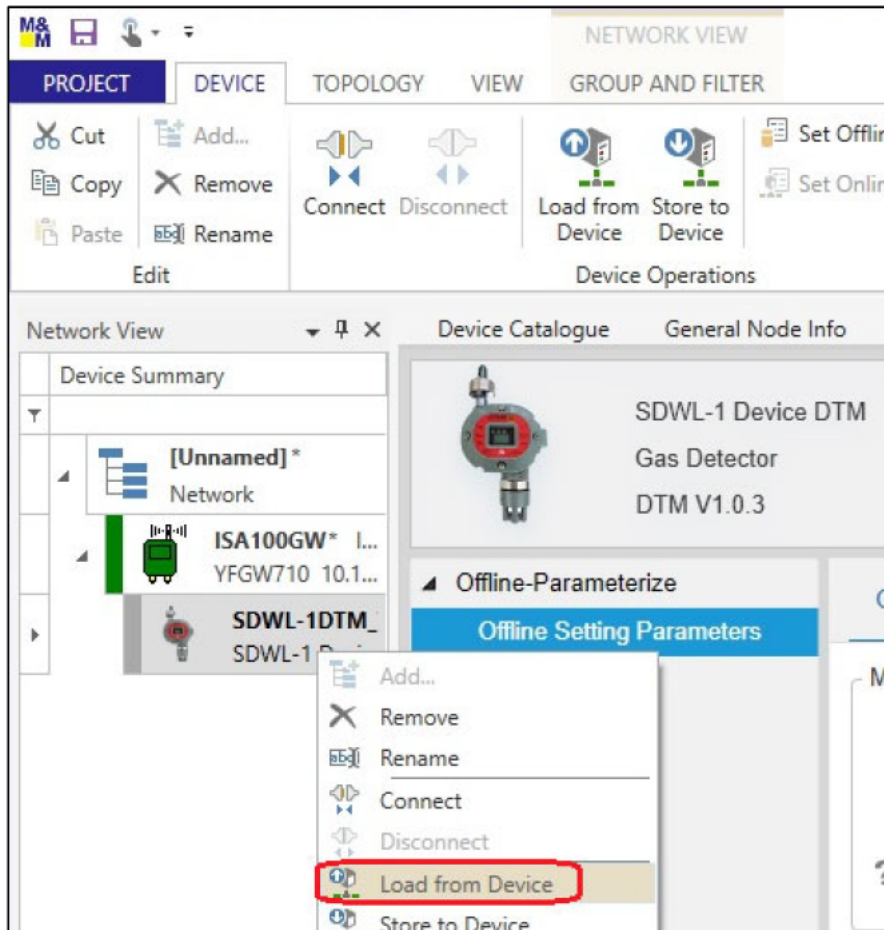 M&M
NETWORK VIEW
PROJECT DEVICE TOPOLOGY VIEW GROUP AND FILTER
Cut Add... Set Offlin
Copy Remove Set Onlin
Connect Disconnect Load from Device Store to Device
Paste Rename
Edit Device Operations
Network View Device Catalogue General Node Info
Device Summary
SDWL-1 Device DTM
Gas Detector
DTM V1.0.3
[Unnamed]*
Network
ISA100GW* I...
YFGW710 10.1...
SDWL-1DTM_
SDWL-1
Offline-Parameterize
Offline Setting Parameters
M
?
Add...
Remove
Rename
Connect
Disconnect
Load from Device
Store to Device